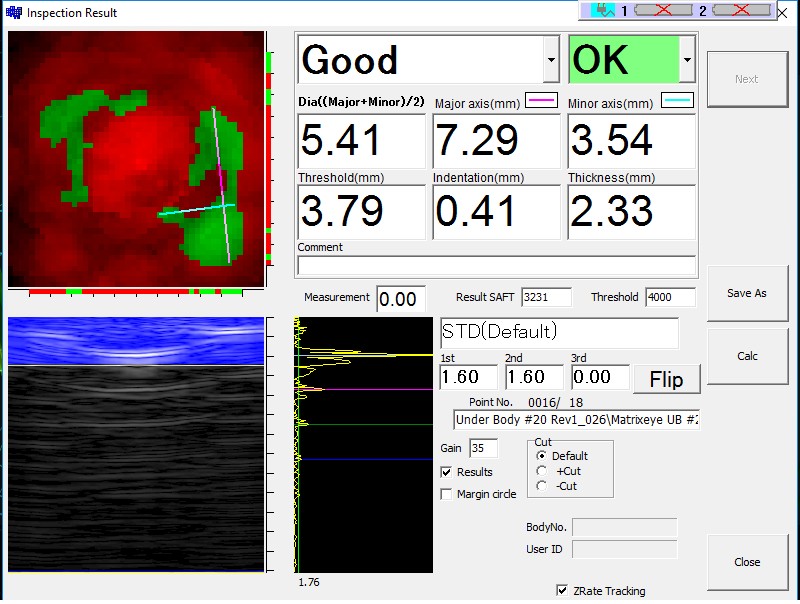 Inspection Result
1 2
Good OK
Next
Dia((Major+Minor)/2) Major axis(mm) Minor axis(mm)
5.41 7.29 3.54
Threshold(mm) Indentation(mm) Thickness(mm)
3.79 0.41 2.33
Comment
Measurement 0.00 Result SAFT 3231 Threshold 4000
Save As
STD(Default)
1st 2nd 3rd
1.60 1.60 0.00 Flip
Calc
Point No. 0016/ 18
Under Body #20 Rev1_026\Matrixeye UB #2
Gain 35
Cut
Default
Results
+Cut
Margin circle
-Cut
BodyNo.
User ID
Close
1.76
ZRate Tracking